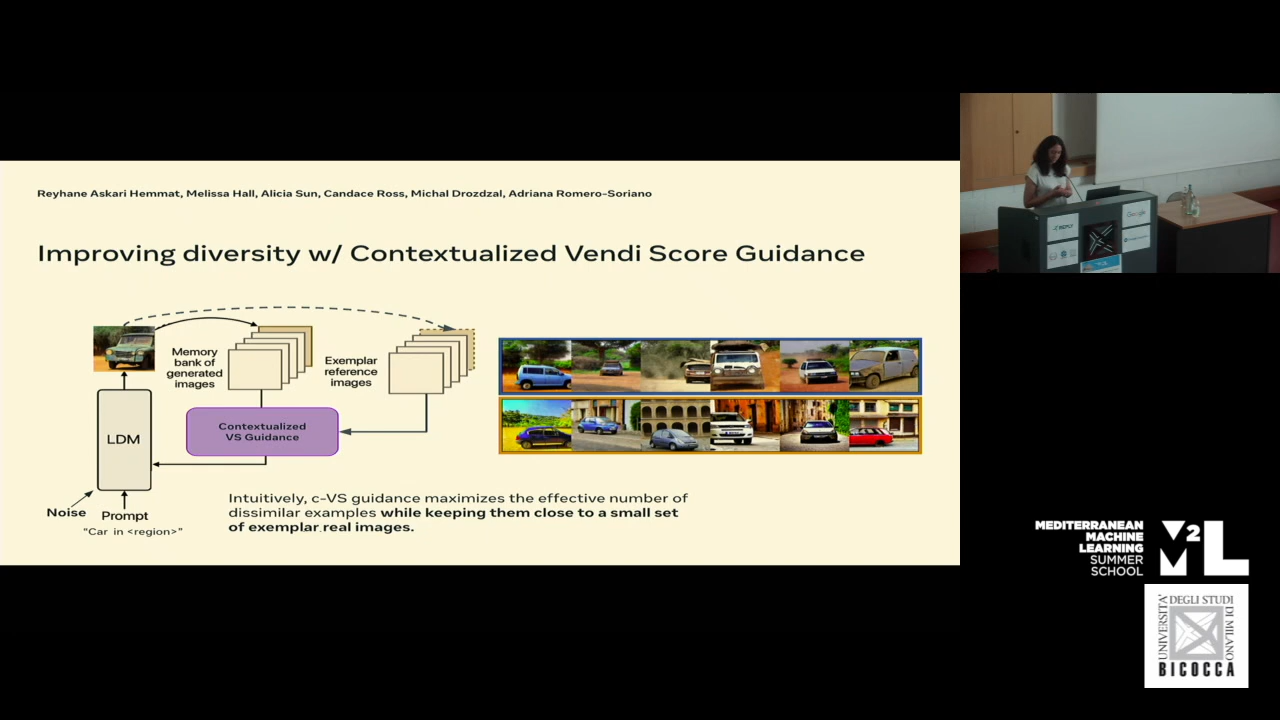 Reyhane Askari Hemmat, Melissa Hall, Alicia Sun, Candace Ross, Michal Drozdzal, Adriana Romero-Soriano
Improving diversity w/ Contextualized Vendi Score Guidance
Memory
bank of
generated
images
Exemplar
reference
images
LDM
Contextualized
VS Guidance
Noise
Prompt
"Car in <region>"
Intuitively, c-VS guidance maximizes the effective number of
dissimilar examples while keeping them close to a small set
of exemplar real images.
Google
MEDITERRANEAN
MACHINE
LEARNING
SUMMER
SCHOOL
M2L
UNIVERSITA'
DEGLI STUDI
DI MILANO
BICOCCA